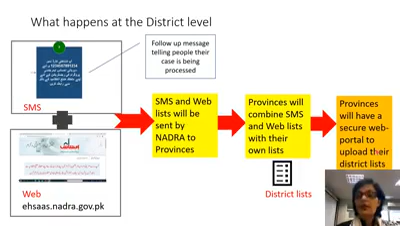 What happens at the District level
Follow up message
telling people their
case is being
processed
SMS
SMS and Web
lists will be
sent by
NADRA to
Provinces
Provinces will
combine SMS
and Web lists
with their
own lists
Provinces
will have a
secure web-
portal to
upload their
district lists
District lists
Web
ehsaas.nadra.gov.pk